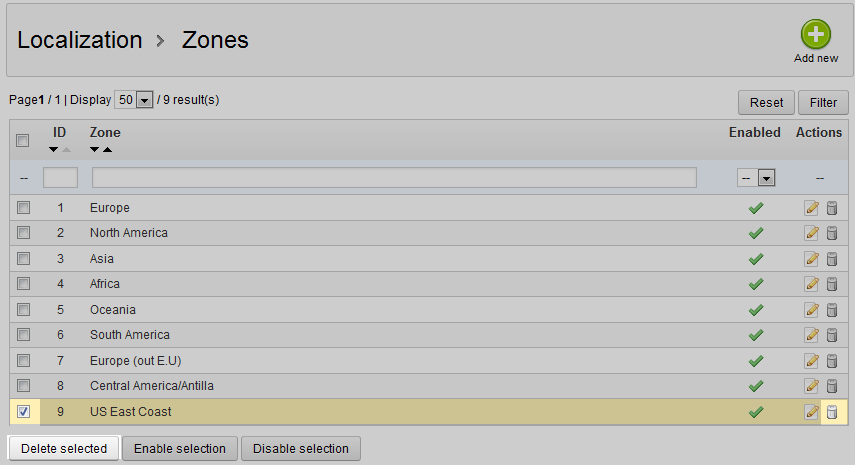 Localization > Zones
Add new
Page1 / 1 | Display 50 / 9 result(s)
Reset Filter
ID Zone Enabled Actions
-- -- --
1 Europe
2 North America
3 Asia
4 Africa
5 Oceania
6 South America
7 Europe (out E.U)
8 Central America/Antilla
9 US East Coast
Delete selected Enable selection Disable selection